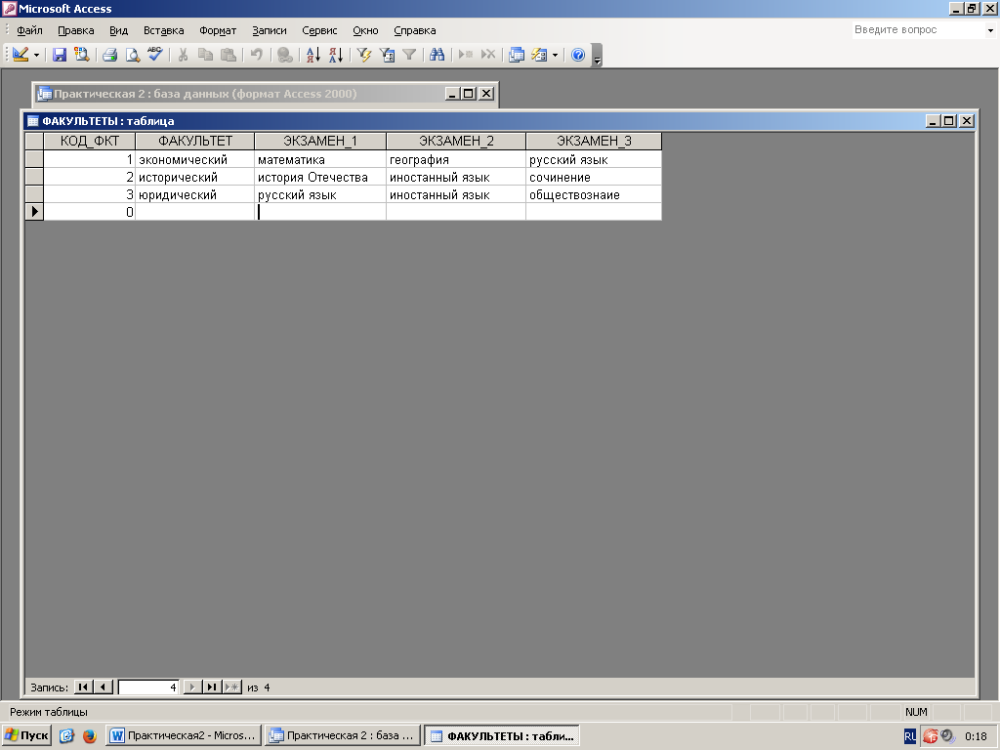 Microsoft Access
Файл Правка Вид Вставка Формат Записи Сервис Окно Справка Введите вопрос
Практическая 2 : база данных (формат Access 2000)
ФАКУЛЬТЕТЫ : таблица
КОД_ФКТ ФАКУЛЬТЕТ ЭКЗАМЕН_1 ЭКЗАМЕН_2 ЭКЗАМЕН_3
1 экономический математика география русский язык
2 исторический история Отечества иностанный язык сочинение
3 юридический русский язык иностанный язык обществознаие
0
Запись: 4 из 4
Режим таблицы NUM
Пуск Практическая2 - Micros... Практическая 2 : база ... ФАКУЛЬТЕТЫ : табли... RU 0:18